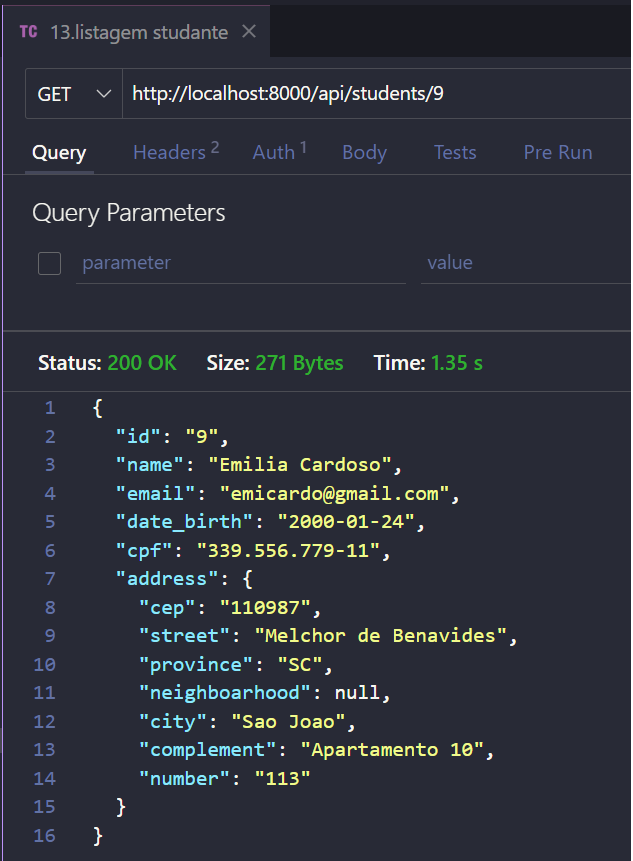 TC 13.listagem studante ×
GET http://localhost:8000/api/students/9
Query Headers 2 Auth 1 Body Tests Pre Run
Query Parameters
parameter value
Status: 200 OK Size: 271 Bytes Time: 1.35 s
1 {
2 "id": "9",
3 "name": "Emilia Cardoso",
4 "email": "emicardo@gmail.com",
5 "date_birth": "2000-01-24",
6 "cpf": "339.556.779-11",
7 "address": {
8 "cep": "110987",
9 "street": "Melchor de Benavides",
10 "province": "SC",
11 "neighboarhood": null,
12 "city": "Sao Joao",
13 "complement": "Apartamento 10",
14 "number": "113"
15 }
16 }